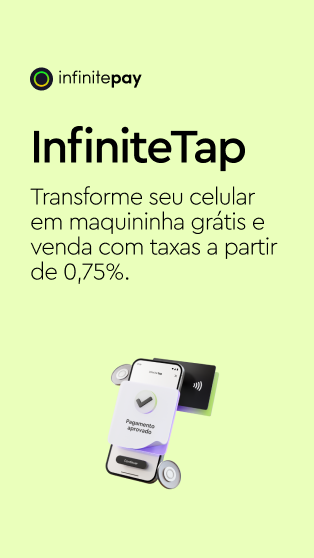 infinitepay
InfiniteTap
Transforme seu celular
em maquininha grátis e
venda com taxas a partir
de 0,75%.
Pagamento
aprovado